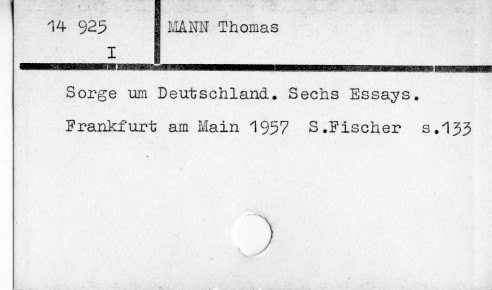 14 925 MANN Thomas
I
Sorge um Deutschland. Sechs Essays.
Frankfurt am Main 1957 S.Fischer s.133